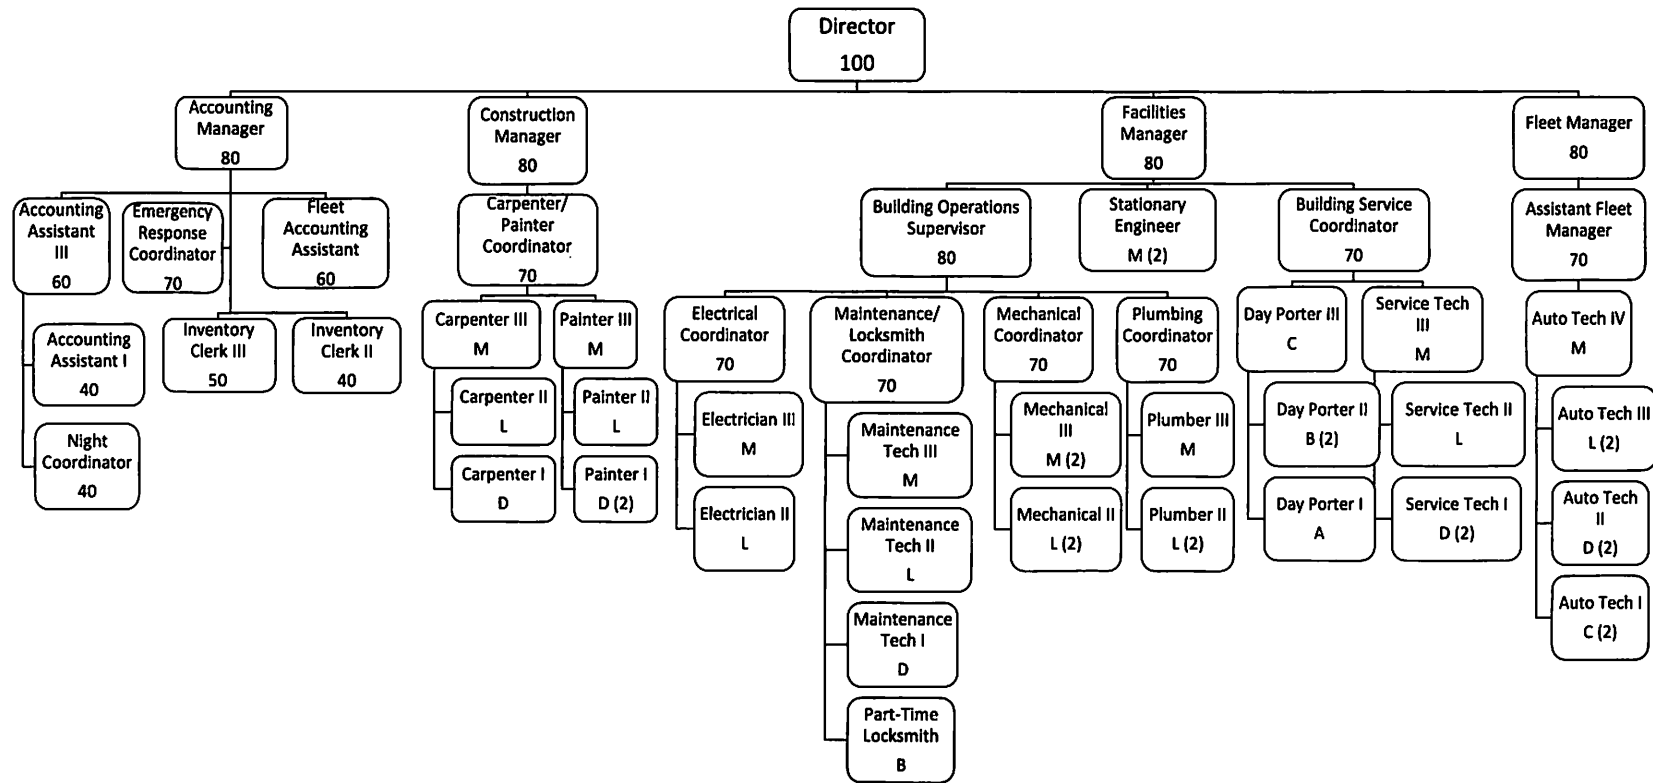 Director
100
Accounting
Manager
80
Construction
Manager
80
Facilities
Manager
80
Fleet Manager
80
Accounting
Assistant
III
60
Emergency
Response
Coordinator
70
Fleet
Accounting
Assistant
60
Carpenter/
Painter
Coordinator
70
Building Operations
Supervisor
80
Stationary
Engineer
M (2)
Building Service
Coordinator
70
Assistant Fleet
Manager
70
Accounting
Assistant I
40
Night
Coordinator
40
Inventory
Clerk III
50
Inventory
Clerk II
40
Carpenter III
M
Carpenter II
L
Carpenter I
D
Painter III
M
Painter II
L
Painter I
D (2)
Electrical
Coordinator
70
Electrician III
M
Electrician II
L
Maintenance/
Locksmith
Coordinator
70
Maintenance
Tech III
M
Maintenance
Tech II
L
Maintenance
Tech I
D
Part-Time
Locksmith
B
Mechanical
Coordinator
70
Mechanical
III
M (2)
Mechanical II
L (2)
Plumbing
Coordinator
70
Plumber III
M
Plumber II
L (2)
Day Porter III
C
Day Porter II
B (2)
Day Porter I
A
Service Tech
III
M
Service Tech II
L
Service Tech I
D (2)
Auto Tech IV
M
Auto Tech III
L (2)
Auto Tech
II
D (2)
Auto Tech I
C (2)